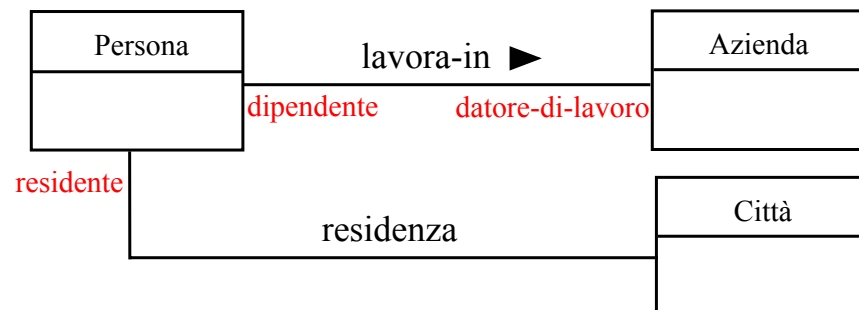 Persona
lavora-in
Azienda
dipendente
datore-di-lavoro
residente
residenza
Città